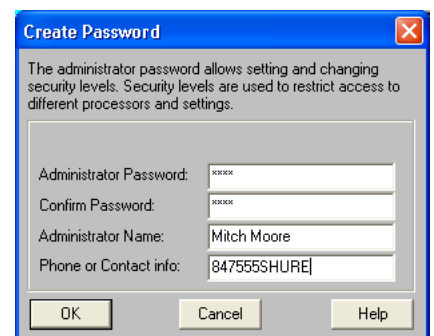 Create Password
The administrator password allows setting and changing
security levels. Security levels are used to restrict access to
different processors and settings.
Administrator Password: ****
Confirm Password: ****
Administrator Name: Mitch Moore
Phone or Contact info: 847555SHURE
OK Cancel Help